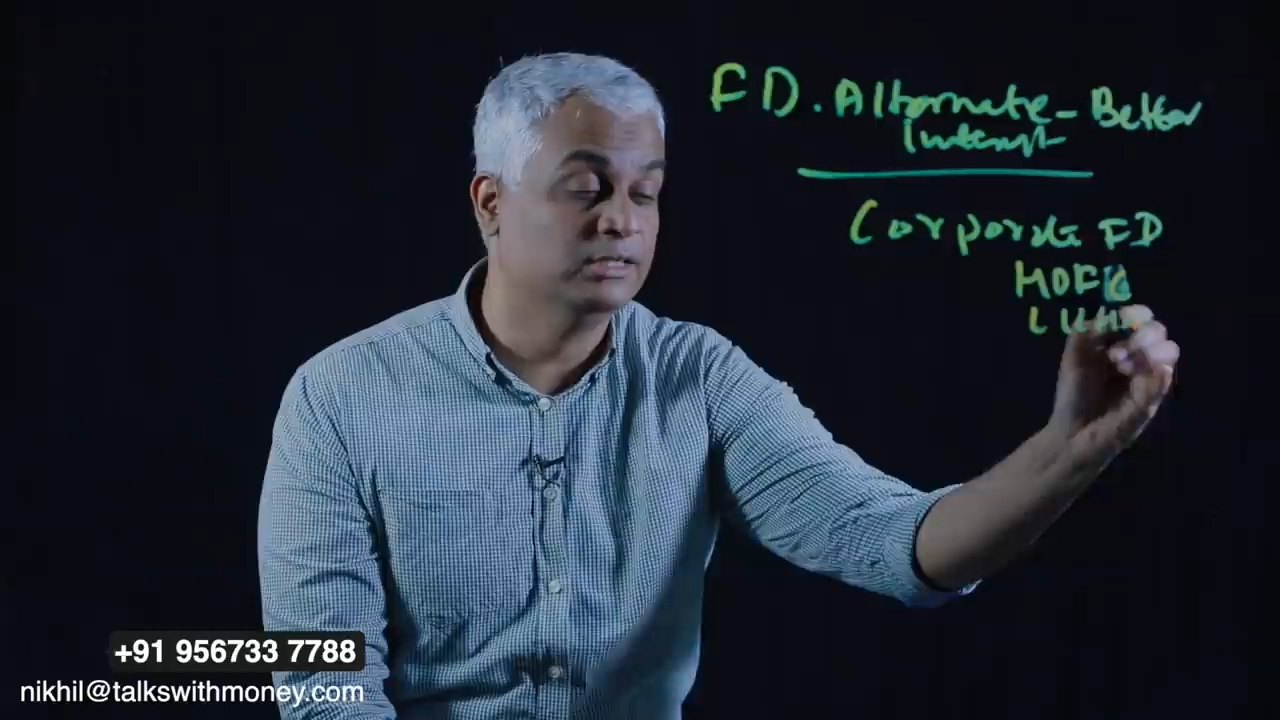 FD. Alternate - Better
Interest
Corporate FD
HDFC
+91 956733 7788
nikhil@talkswithmoney.com